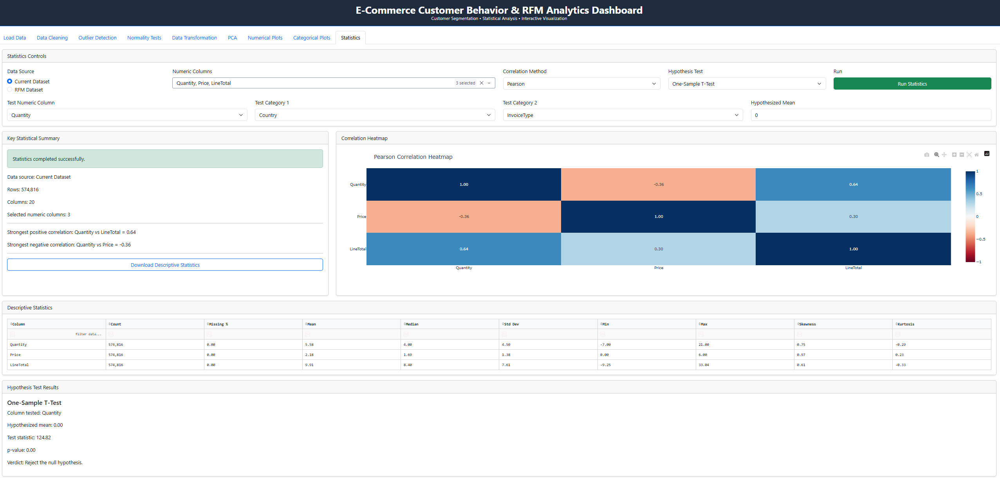 E-Commerce Customer Behavior & RFM Analytics Dashboard
Customer Segmentation • Statistical Analysis • Interactive Visualization
Load Data Data Cleaning Outlier Detection Normality Tests Data Transformation PCA Numerical Plots Categorical Plots Statistics
Statistics Controls
Data Source Numeric Columns Correlation Method Hypothesis Test Run
Current Dataset
RFM Dataset
Quantity, Price, LineTotal 3 selected
Pearson
One-Sample T-Test
Run Statistics
Test Numeric Column Test Category 1 Test Category 2 Hypothesized Mean
Quantity Country InvoiceType 0
Key Statistical Summary
Statistics completed successfully.
Data source: Current Dataset
Rows: 574,816
Columns: 20
Selected numeric columns: 3
Strongest positive correlation: Quantity vs LineTotal = 0.64
Strongest negative correlation: Quantity vs Price = -0.36
Download Descriptive Statistics
Correlation Heatmap
Pearson Correlation Heatmap
Quantity 1.00 -0.36 0.64
Price -0.36 1.00 0.30
LineTotal 0.64 0.30 1.00
Quantity Price LineTotal
1
0.5
0
−0.5
−1
Descriptive Statistics
Column Count Missing % Mean Median Std Dev Min Max Skewness Kurtosis
filter data...
Quantity 574,816 0.00 5.58 4.00 4.50 -7.00 21.00 0.75 -0.29
Price 574,816 0.00 2.18 1.69 1.38 0.00 6.00 0.97 0.23
LineTotal 574,816 0.00 9.91 8.40 7.61 -9.25 33.04 0.61 -0.33
Hypothesis Test Results
One-Sample T-Test
Column tested: Quantity
Hypothesized mean: 0.00
Test statistic: 124.82
p-value: 0.00
Verdict: Reject the null hypothesis.